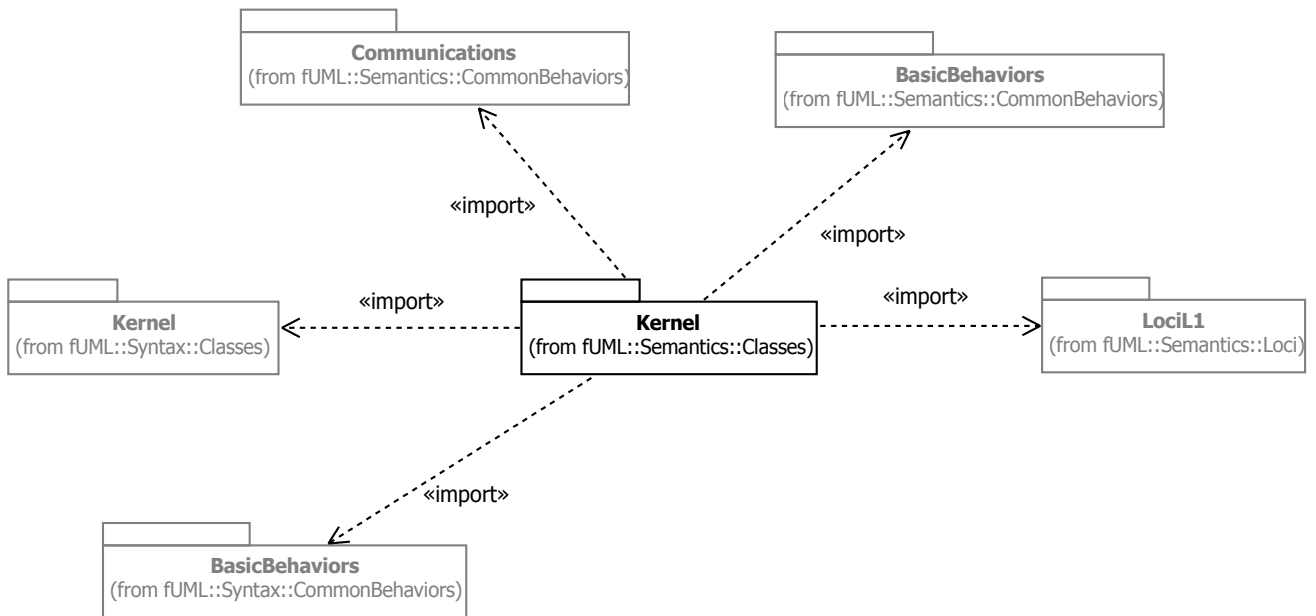 Communications
(from fUML::Semantics::CommonBehaviors)
BasicBehaviors
(from fUML::Semantics::CommonBehaviors)
«import»
«import»
«import»
«import»
Kernel
(from fUML::Syntax::Classes)
Kernel
(from fUML::Semantics::Classes)
LociL1
(from fUML::Semantics::Loci)
«import»
BasicBehaviors
(from fUML::Syntax::CommonBehaviors)